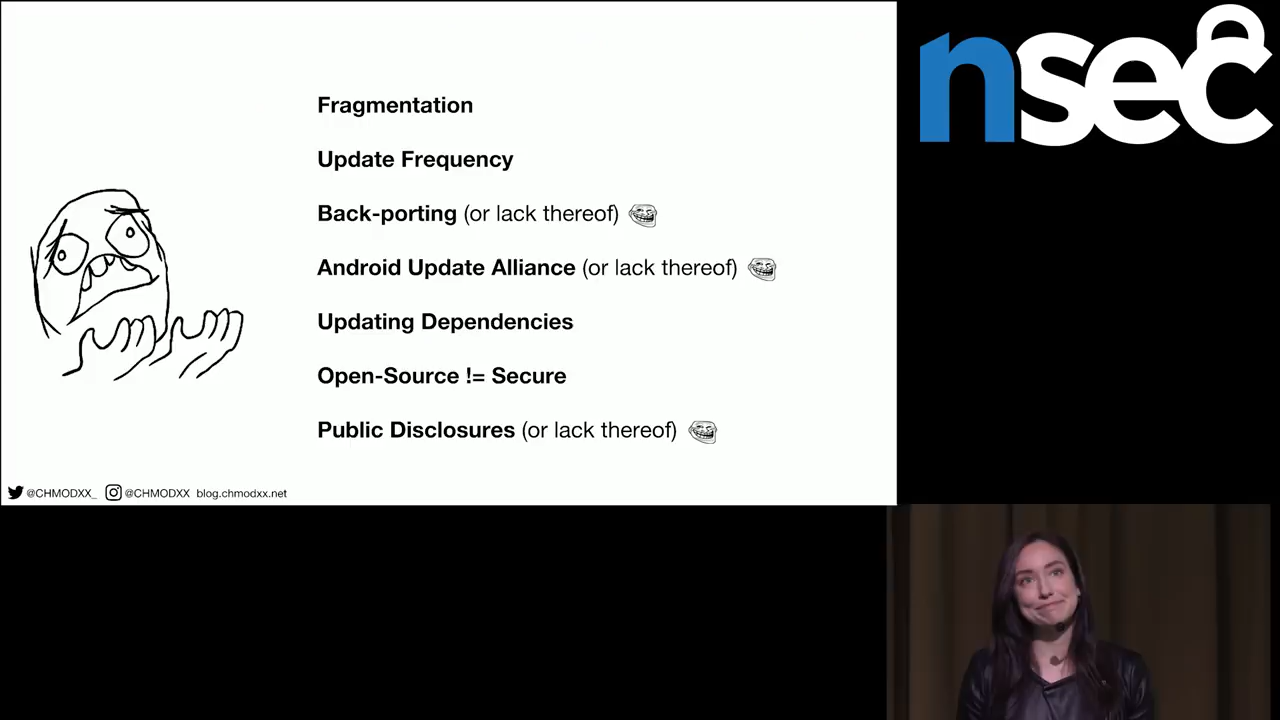 nsec
Fragmentation
Update Frequency
Back-porting (or lack thereof)
Android Update Alliance (or lack thereof)
Updating Dependencies
Open-Source != Secure
Public Disclosures (or lack thereof)
@CHMODXX_ @CHMODXX blog.chmodxx.net